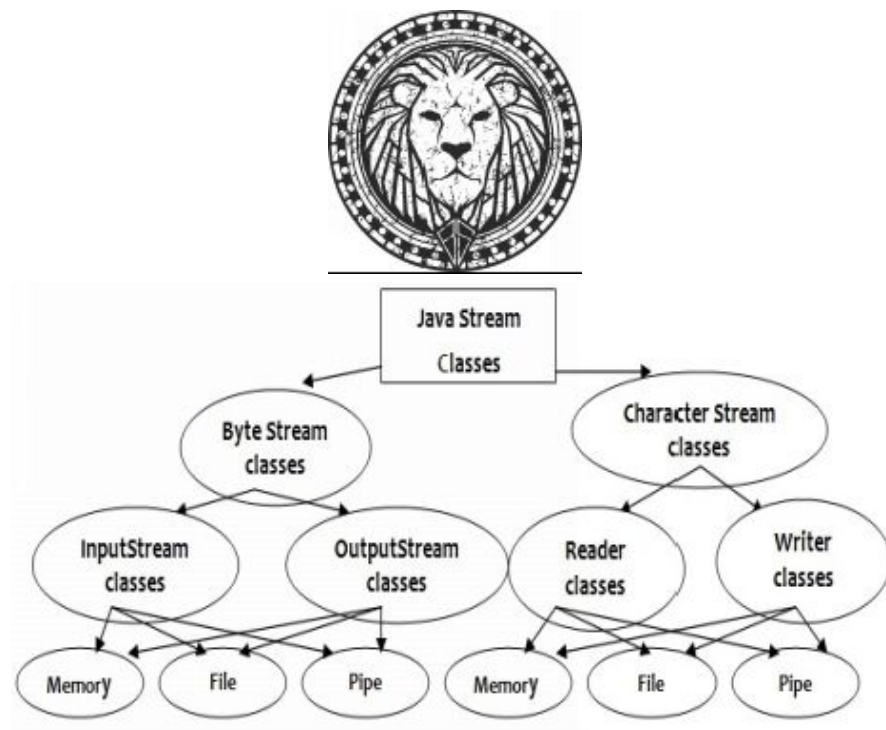 Java Stream
Classes
Byte Stream
classes
Character Stream
classes
InputStream
classes
OutputStream
classes
Reader
classes
Writer
classes
Memory
File
Pipe
Memory
File
Pipe